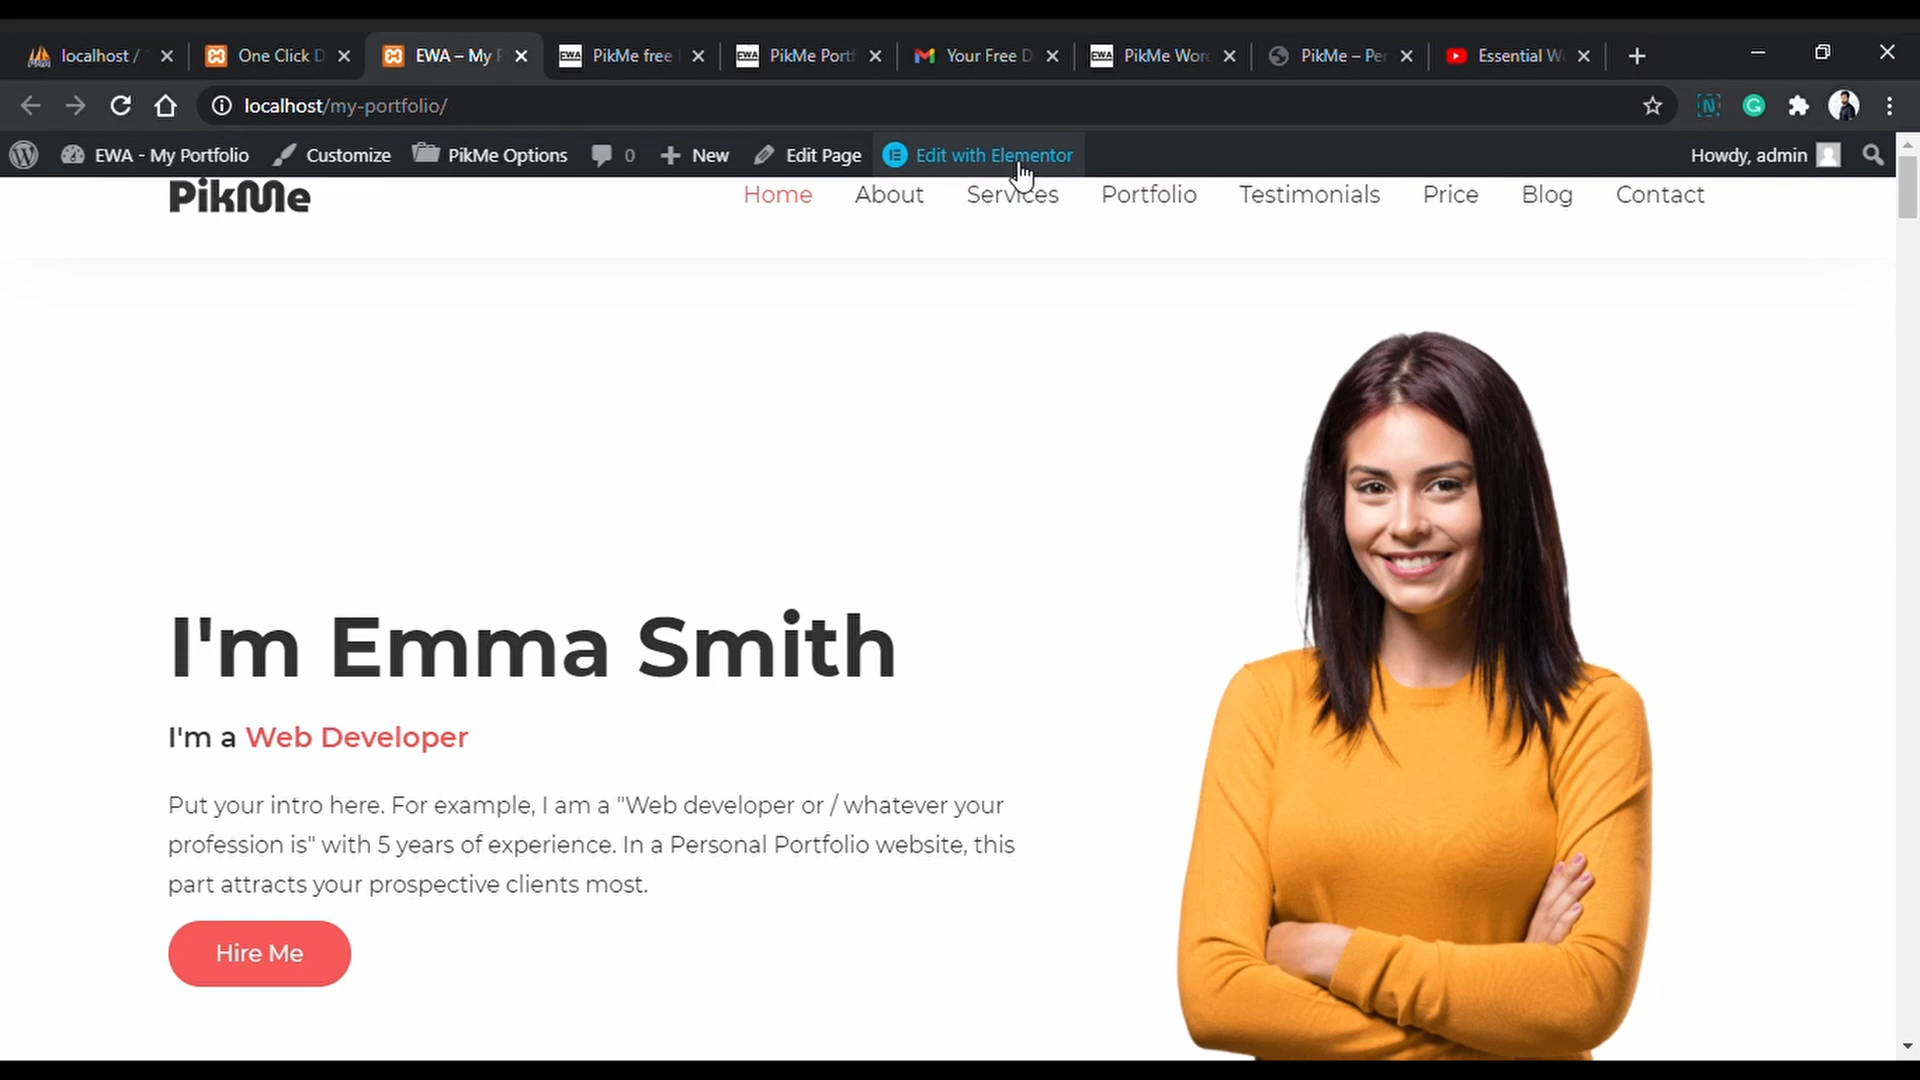 localhost / One Click D EWA – My P PikMe free PikMe Portf Your Free D PikMe Worc PikMe – Per Essential W
localhost/my-portfolio/
EWA - My Portfolio Customize PikMe Options 0 New Edit Page Edit with Elementor Howdy, admin
PikMe Home About Services Portfolio Testimonials Price Blog Contact
I'm Emma Smith
I'm a Web Developer
Put your intro here. For example, I am a "Web developer or / whatever your
profession is" with 5 years of experience. In a Personal Portfolio website, this
part attracts your prospective clients most.
Hire Me